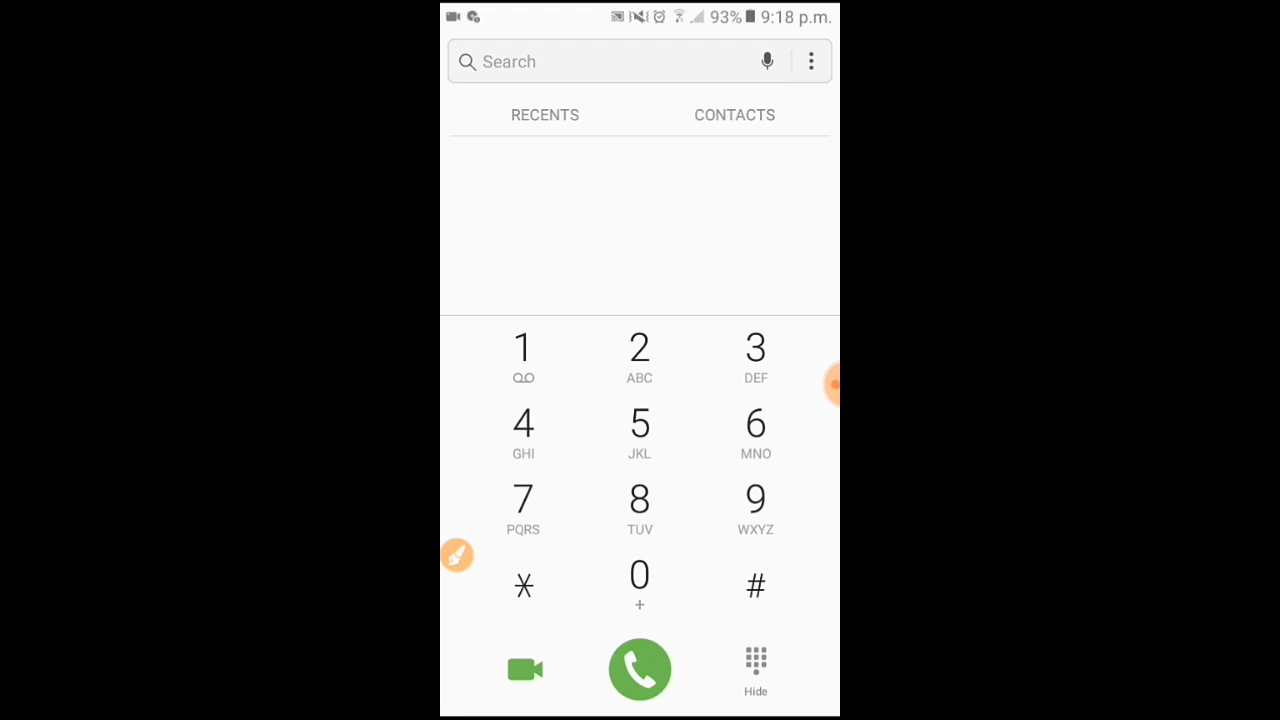 93% 9:18 p.m.
Search
RECENTS CONTACTS
1 2 3
ABC DEF
4 5 6
GHI JKL MNO
7 8 9
PQRS TUV WXYZ
* 0 #
+
Hide